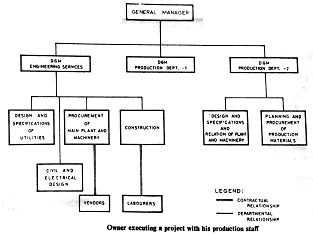 GENERAL MANAGER
DGM
ENGINEERING SERVICES
DGM
PRODUCTION DEPT. -1
DGM
PRODUCTION DEPT. -2
DESIGN AND
SPECIFICATIONS
OF
UTILITIES
PROCUREMENT
OF
MAIN PLANT AND
MACHINERY
CONSTRUCTION
DESIGN AND
SPECIFICATIONS
AND
RELATION OF PLANT
AND MACHINERY
PLANNING AND
PROCUREMENT
OF
PRODUCTION
MATERIALS
CIVIL AND
ELECTRICAL
DESIGN
VENDORS
LABOURERS
LEGEND:
CONTRACTUAL
RELATIONSHIP
DEPARTMENTAL
RELATIONSHIP
Owner executing a project with his production staff